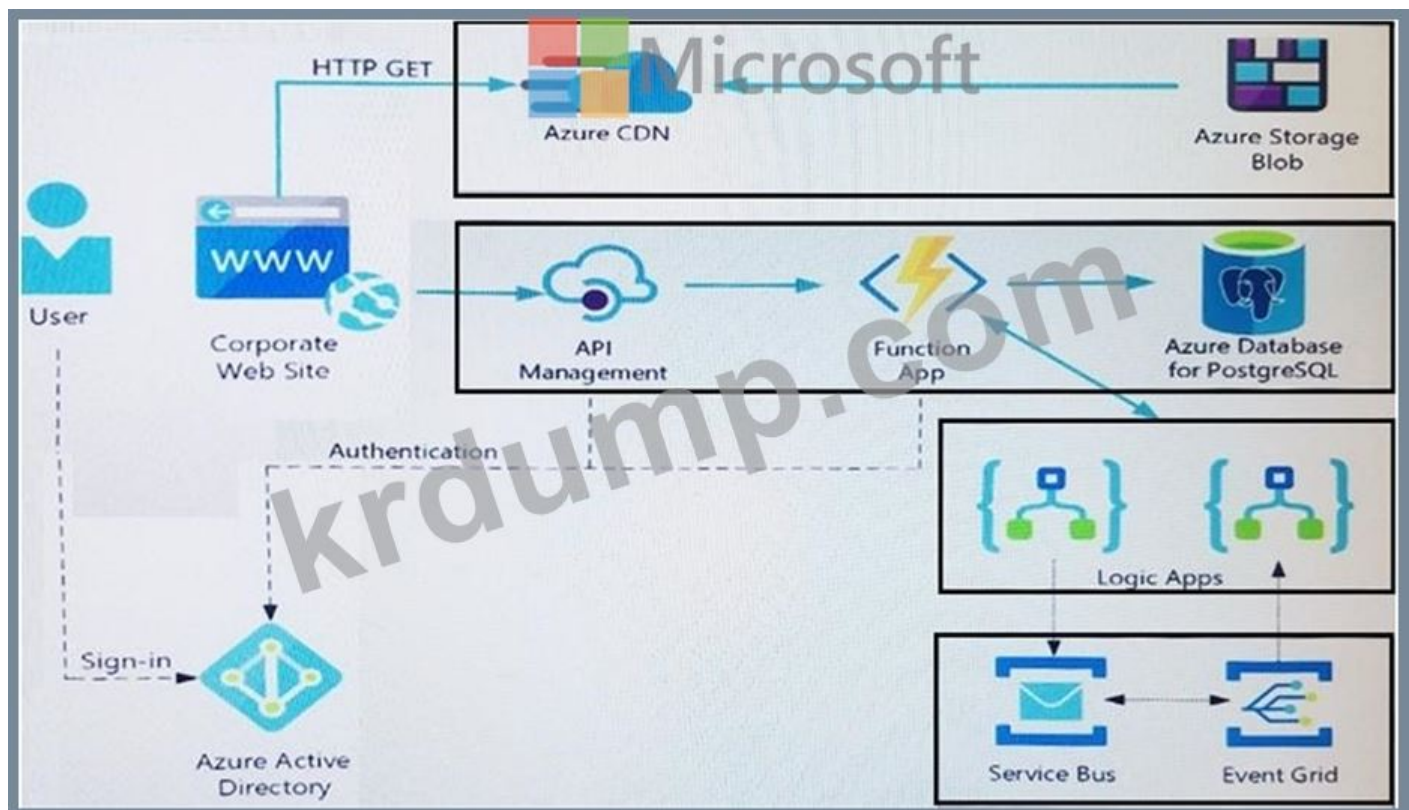 Microsoft
HTTP GET
Azure CDN
Azure Storage
Blob
www
User
Corporate
Web Site
API
Management
Function
App
Azure Database
for PostgreSQL
Authentication
krdump.com
Logic Apps
Sign-in
Azure Active
Directory
Service Bus
Event Grid